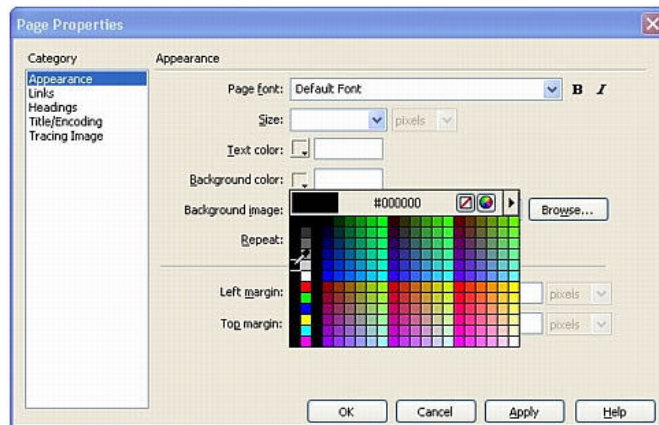 Page Properties
Category
Appearance
Links
Headings
Title/Encoding
Tracing Image
Appearance
Page font: Default Font B I
Size: pixels
Text color:
Background color:
#000000
Background image: Browse...
Repeat:
Left margin: pixels
Top margin: pixels
OK Cancel Apply Help